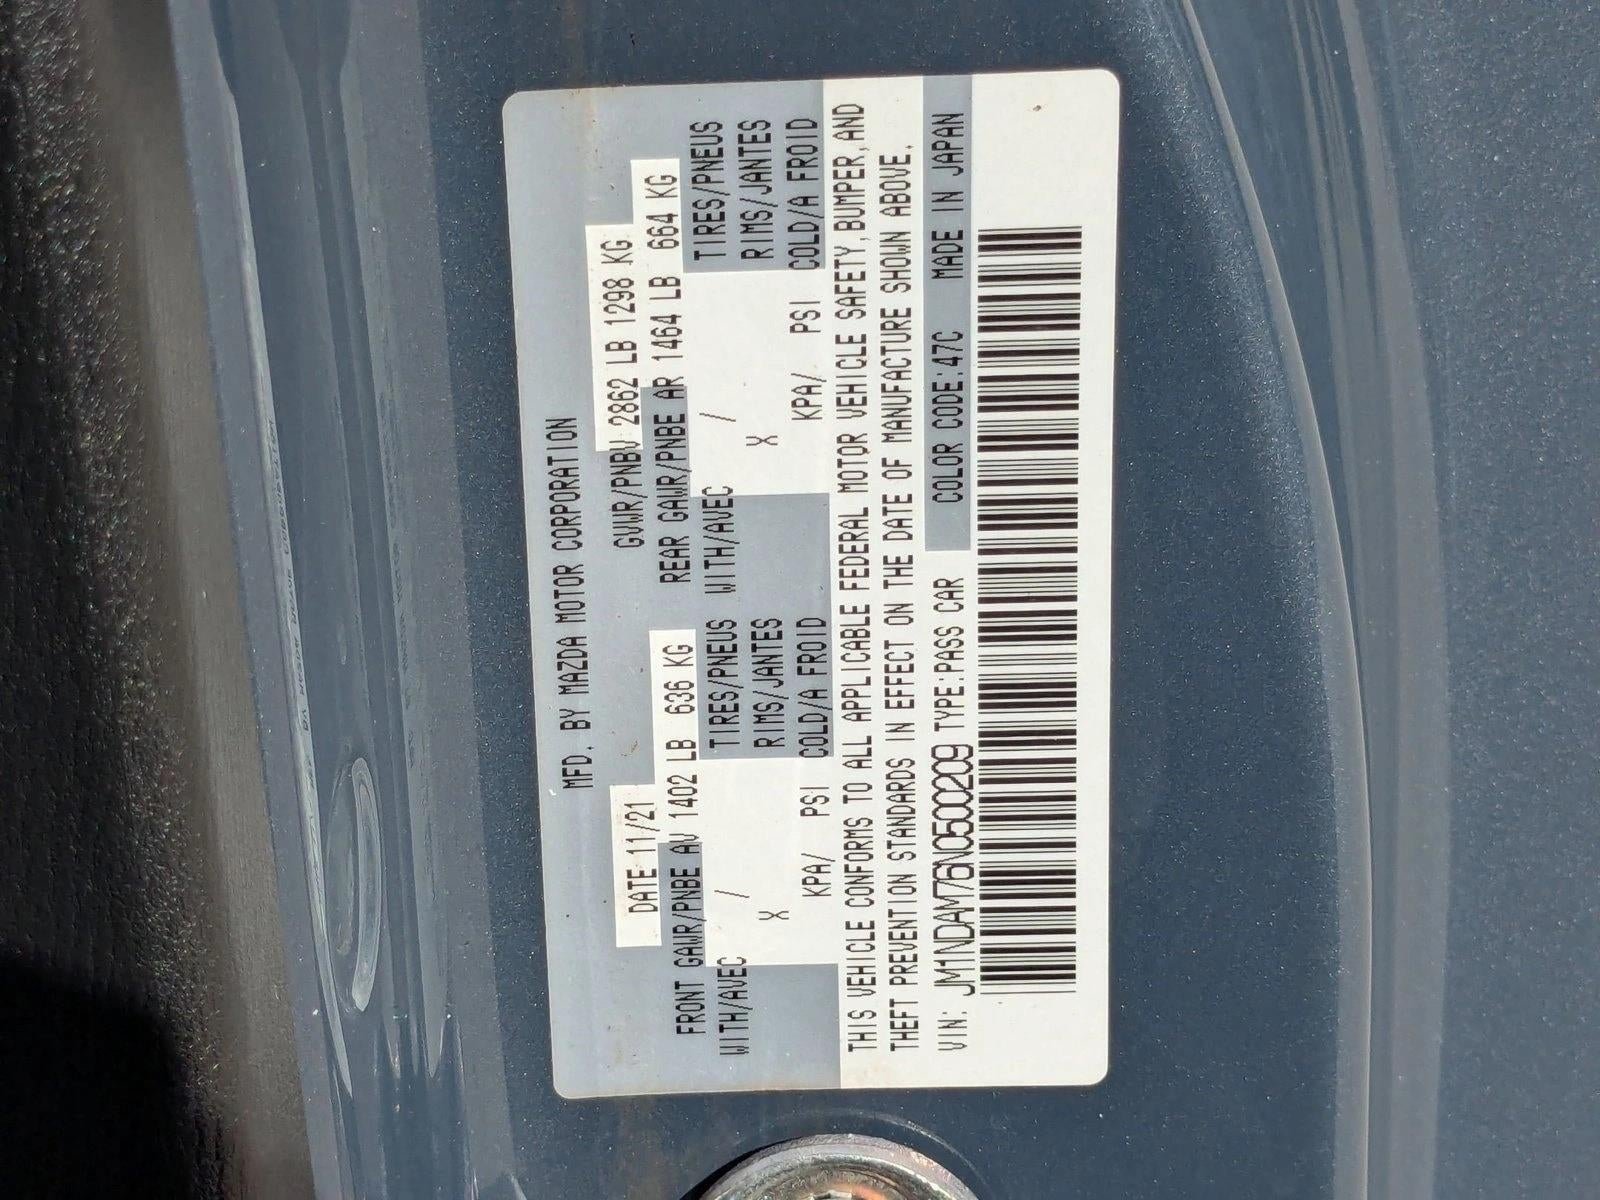 MFD. BY MAZDA MOTOR CORPORATION
DATE 11/21 GVWR/PNBV 2862 LB 1298 KG
FRONT GAWR/PNBE AV 1402 LB 636 KG REAR GAWR/PNBE AR 1464 LB 664 KG
WITH/AVEC / TIRES/PNEUS WITH/AVEC / TIRES/PNEUS
X RIMS/JANTES X RIMS/JANTES
KPA/ PSI COLD/A FROID KPA/ PSI COLD/A FROID
THIS VEHICLE CONFORMS TO ALL APPLICABLE FEDERAL MOTOR VEHICLE SAFETY,BUMPER,AND
THEFT PREVENTION STANDARDS IN EFFECT ON THE DATE OF MANUFACTURE SHOWN ABOVE.
VIN: JM1NDAM76N0500209 TYPE:PASS CAR COLOR CODE:47C MADE IN JAPAN